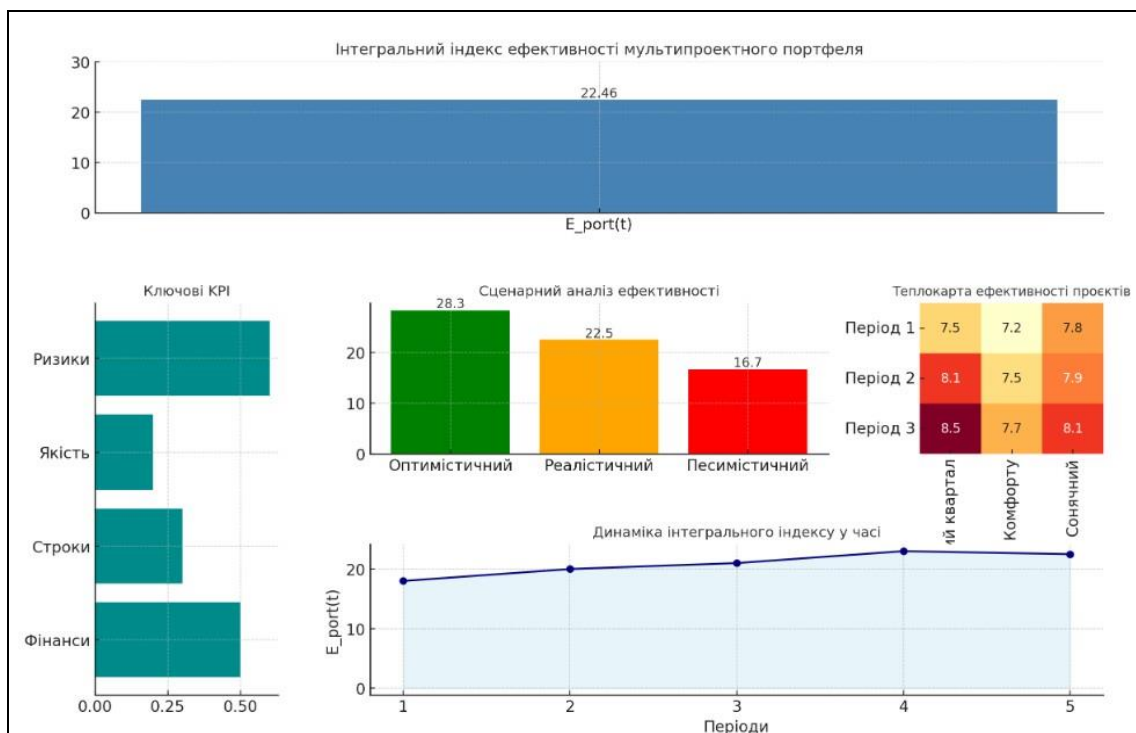 Інтегральний індекс ефективності мультипроектного портфеля
30
20
10
0
22.46
E_port(t)
Ключові KPI
Ризики
Якість
Строки
Фінанси
0.00 0.25 0.50
Сценарний аналіз ефективності
20
10
0
28.3
22.5
16.7
Оптимістичний Реалістичний Песимістичний
Теплокарта ефективності проєктів
Період 1 7.5 7.2 7.8
Період 2 8.1 7.5 7.9
Період 3 8.5 7.7 8.1
квартал
Комфорту
Сонячний
Динаміка інтегрального індексу у часі
E_port(t)
20
10
0
1 2 3 4 5
Періоди